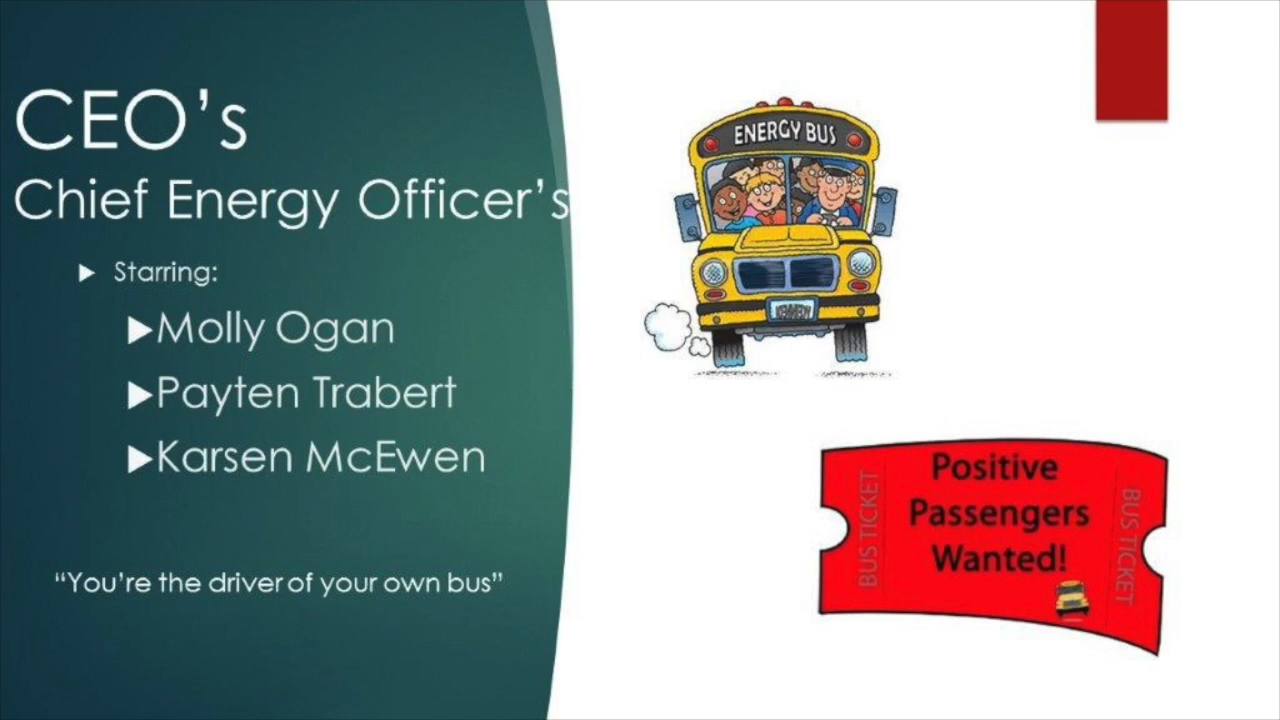 CEO’s
Chief Energy Officer’s
Starring:
Molly Ogan
Payten Trabert
Karsen McEwen
“You’re the driver of your own bus”
ENERGY BUS
KENNEDY
Positive
Passengers
Wanted!
BUS TICKET
BUS TICKET